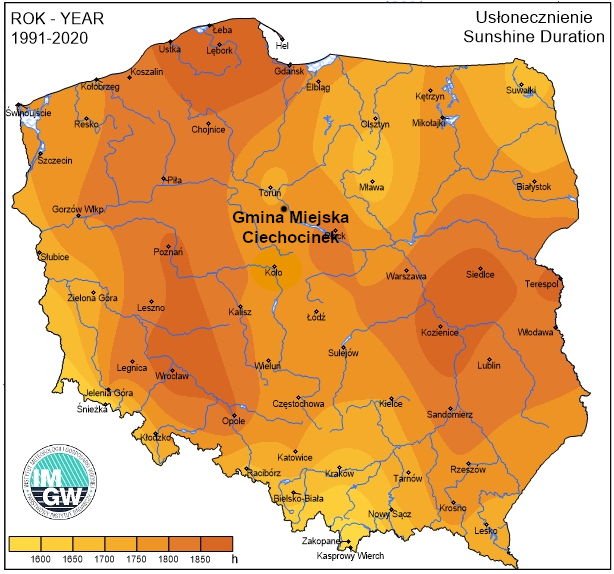 ROK - YEAR
1991-2020
Usłonecznienie
Sunshine Duration
Łeba
Ustka
Lębork
Hel
Koszalin
Gdańsk
Kołobrzeg
Elbląg
Kętrzyn
Suwałki
Świnoujście
Resko
Chojnice
Olsztyn
Mikołajki
Szczecin
Piła
Toruń
Mława
Białystok
Gorzów Wlkp.
Gmina Miejska
Ciechocinek
Płock
Słubice
Poznań
Koło
Warszawa
Siedlce
Terespol
Zielona Góra
Leszno
Kalisz
Łódź
Kozienice
Włodawa
Sulejów
Legnica
Wrocław
Wieluń
Lublin
Jelenia Góra
Śnieżka
Częstochowa
Kielce
Sandomierz
Opole
Kłodzko
Katowice
Racibórz
Kraków
Tarnów
Rzeszów
Bielsko-Biała
Nowy Sącz
Krosno
Lesko
Zakopane
Kasprowy Wierch
IM
GW
1600 1650 1700 1750 1800 1850 h